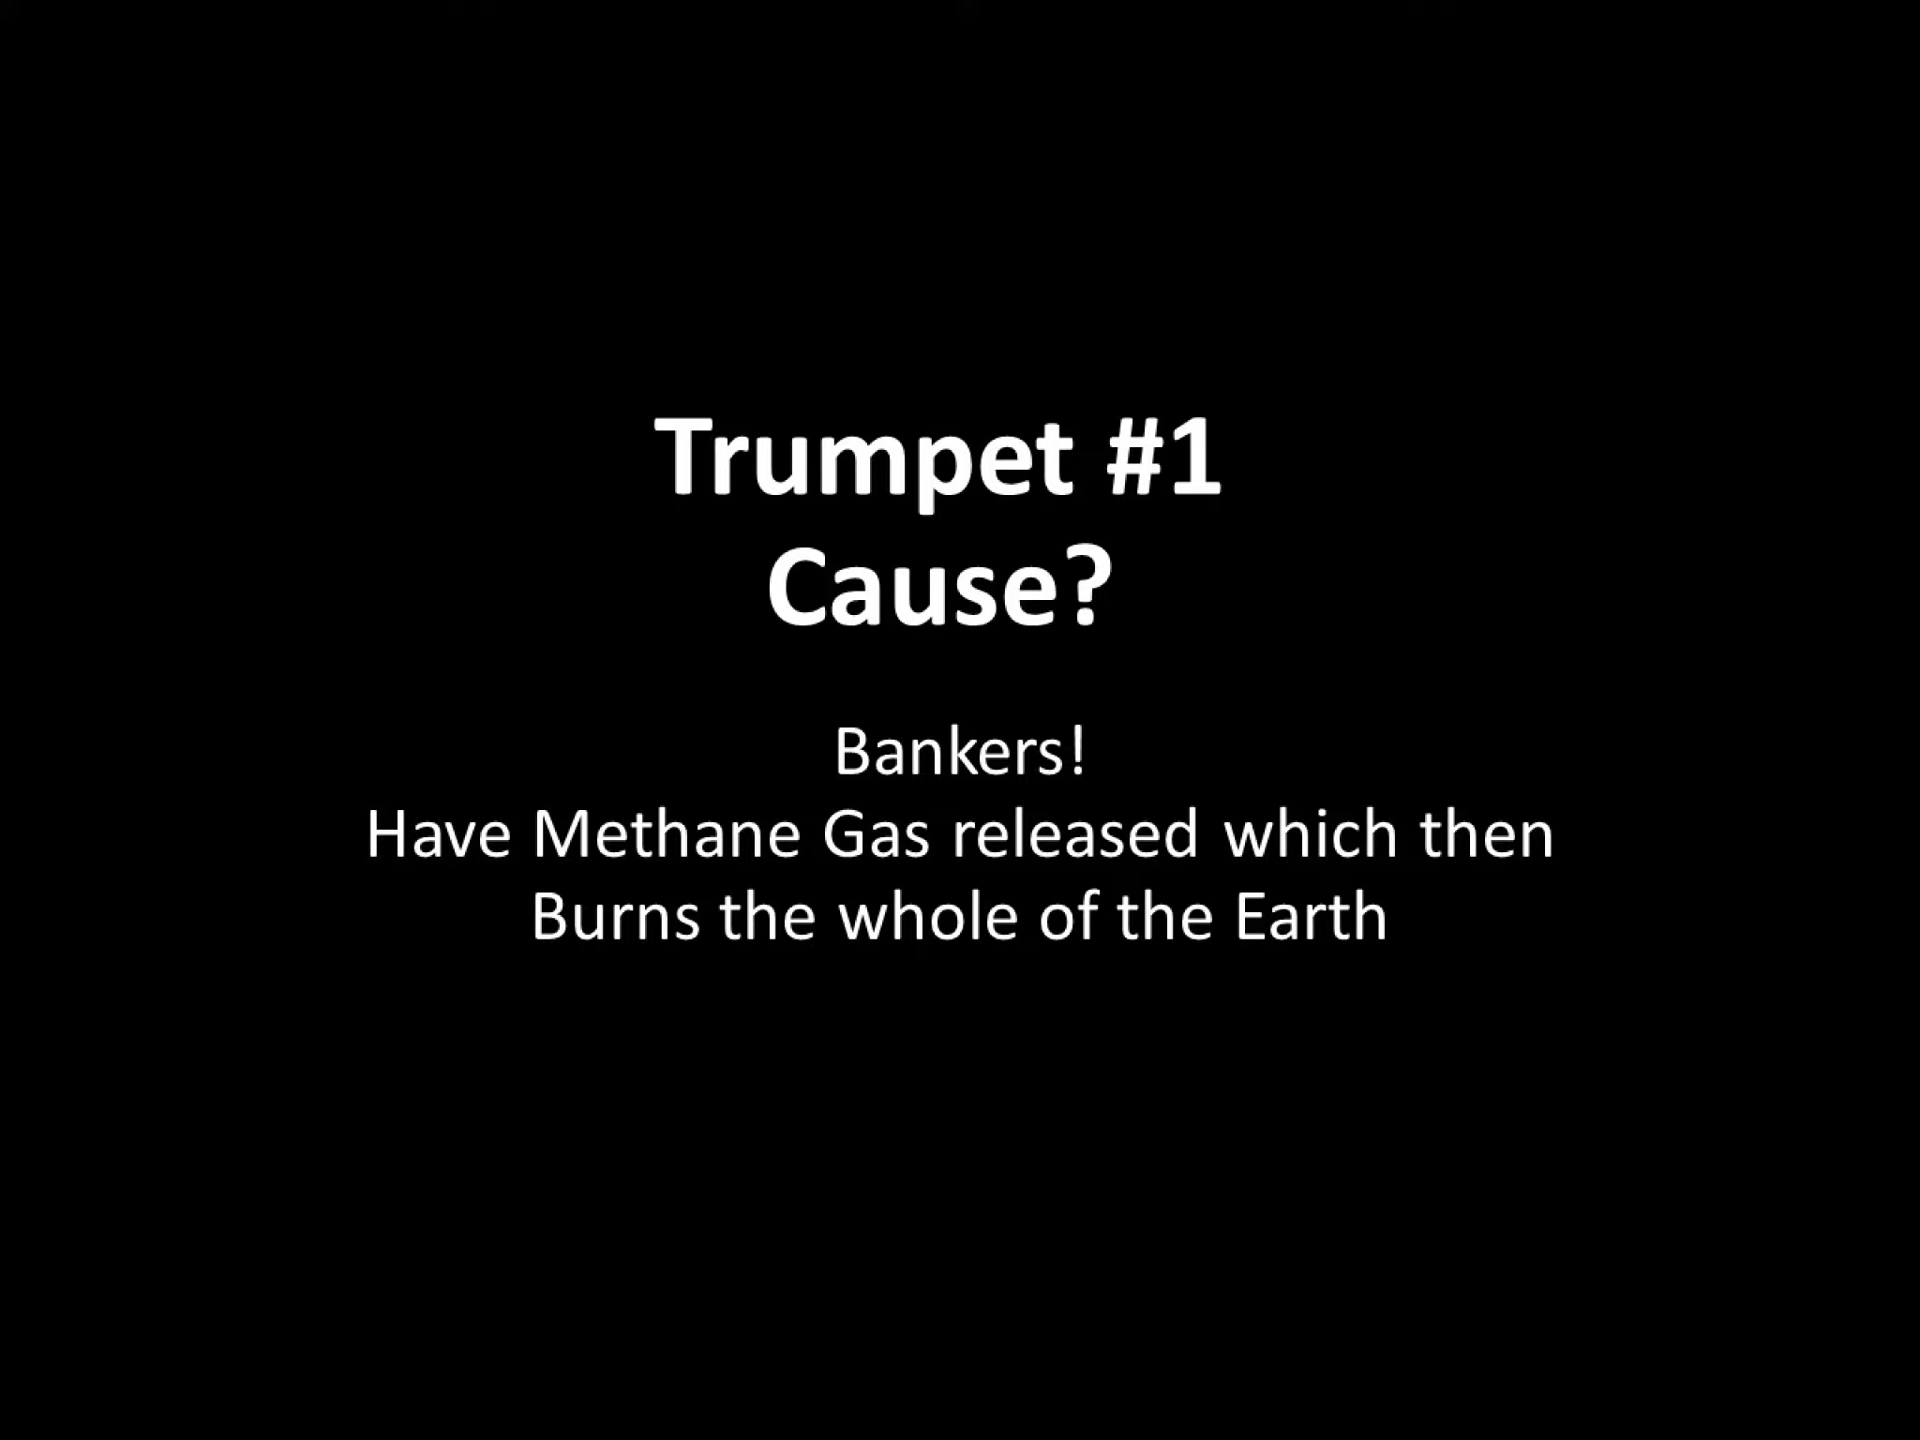 Trumpet #1
Cause?
Bankers!
Have Methane Gas released which then
Burns the whole of the Earth